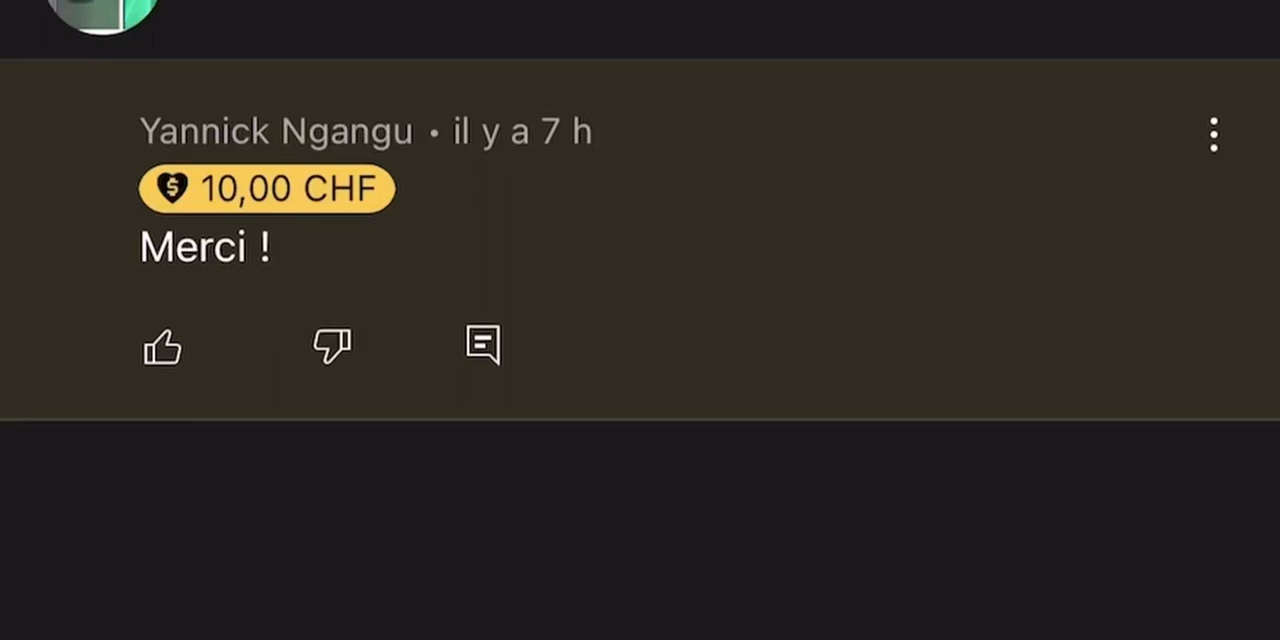 Yannick Ngangu • il y a 7 h
10,00 CHF
Merci !